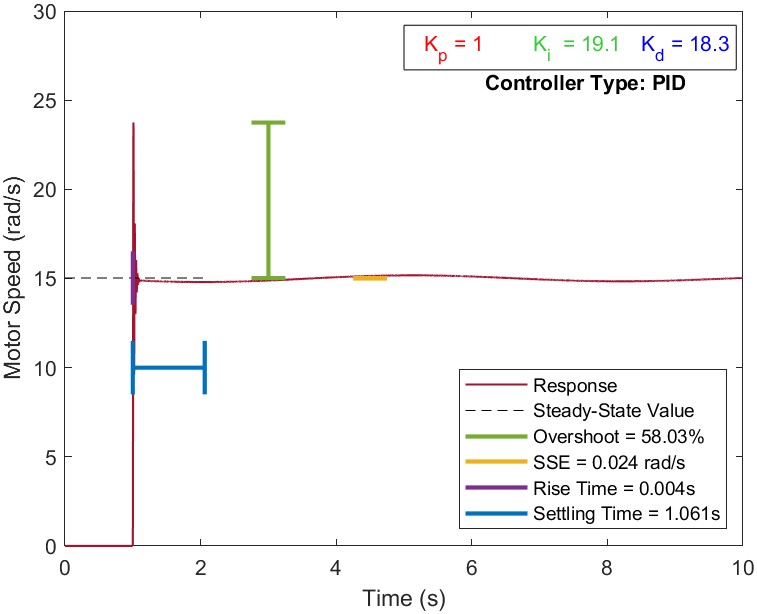 30
25
20
15
10
5
0
0 2 4 6 8 10
Motor Speed (rad/s)
Time (s)
Kp = 1 Ki = 19.1 Kd = 18.3
Controller Type: PID
Response
Steady-State Value
Overshoot = 58.03%
SSE = 0.024 rad/s
Rise Time = 0.004s
Settling Time = 1.061s